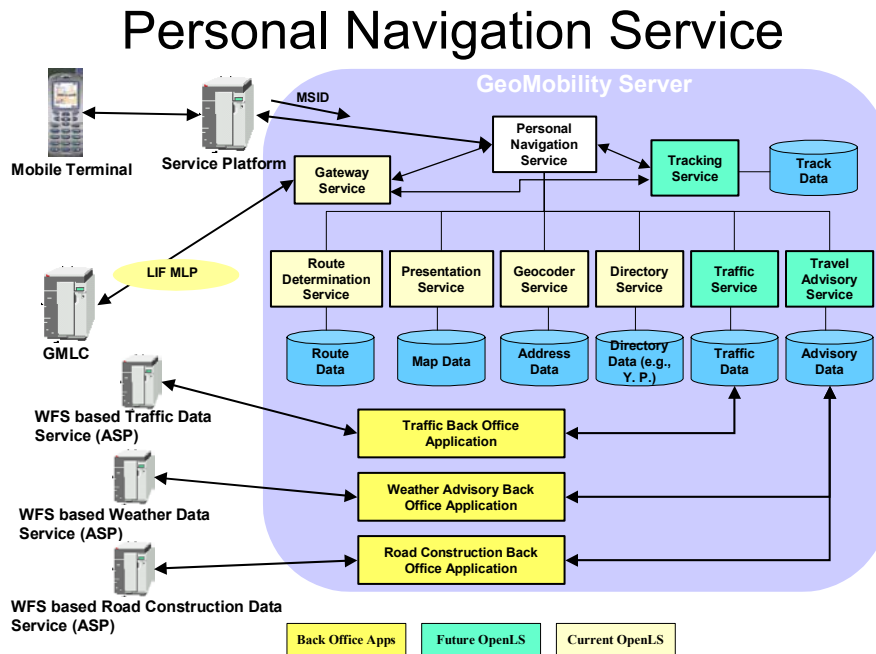 Personal Navigation Service
GeoMobility Server
MSID
Mobile Terminal
Service Platform
Personal
Navigation
Service
Gateway
Service
Tracking
Service
Track
Data
LIF MLP
GMLC
Route
Determination
Service
Presentation
Service
Geocoder
Service
Directory
Service
Traffic
Service
Travel
Advisory
Service
Route
Data
Map Data
Address
Data
Directory
Data (e.g.,
Y. P.)
Traffic
Data
Advisory
Data
WFS based Traffic Data
Service (ASP)
Traffic Back Office
Application
WFS based Weather Data
Service (ASP)
Weather Advisory Back
Office Application
WFS based Road Construction Data
Service (ASP)
Road Construction Back
Office Application
Back Office Apps
Future OpenLS
Current OpenLS